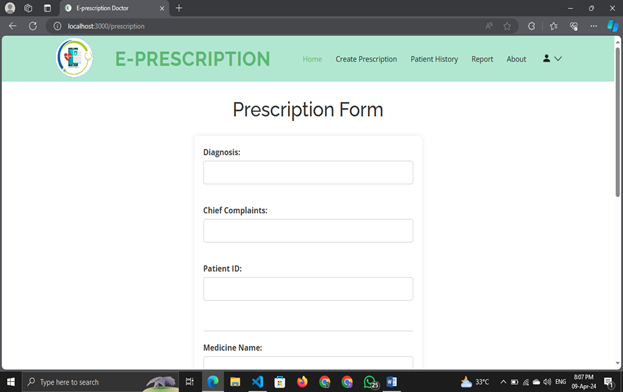 E-prescription Doctor
localhost:3000/prescription
E-PRESCRIPTION
Home Create Prescription Patient History Report About
Prescription Form
Diagnosis:
Chief Complaints:
Patient ID:
Medicine Name:
Type here to search
25
33°C
ENG
8:07 PM
09-Apr-24